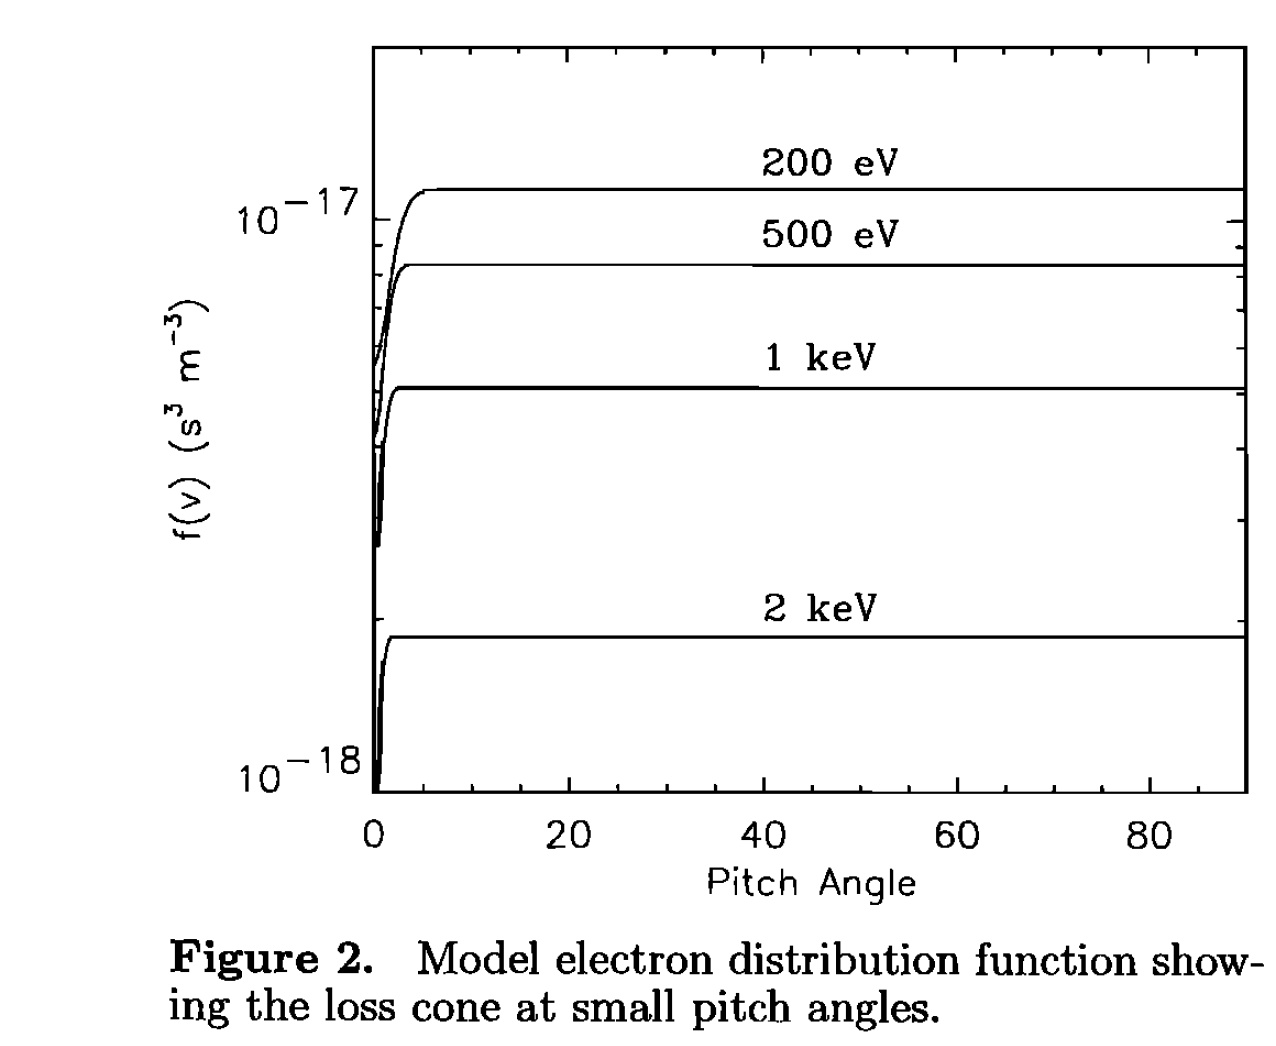 200 eV
10−17
500 eV
1 keV
f(v) (s3 m−3)
2 keV
10−18
0 20 40 60 80
Pitch Angle
Figure 2. Model electron distribution function show-
ing the loss cone at small pitch angles.